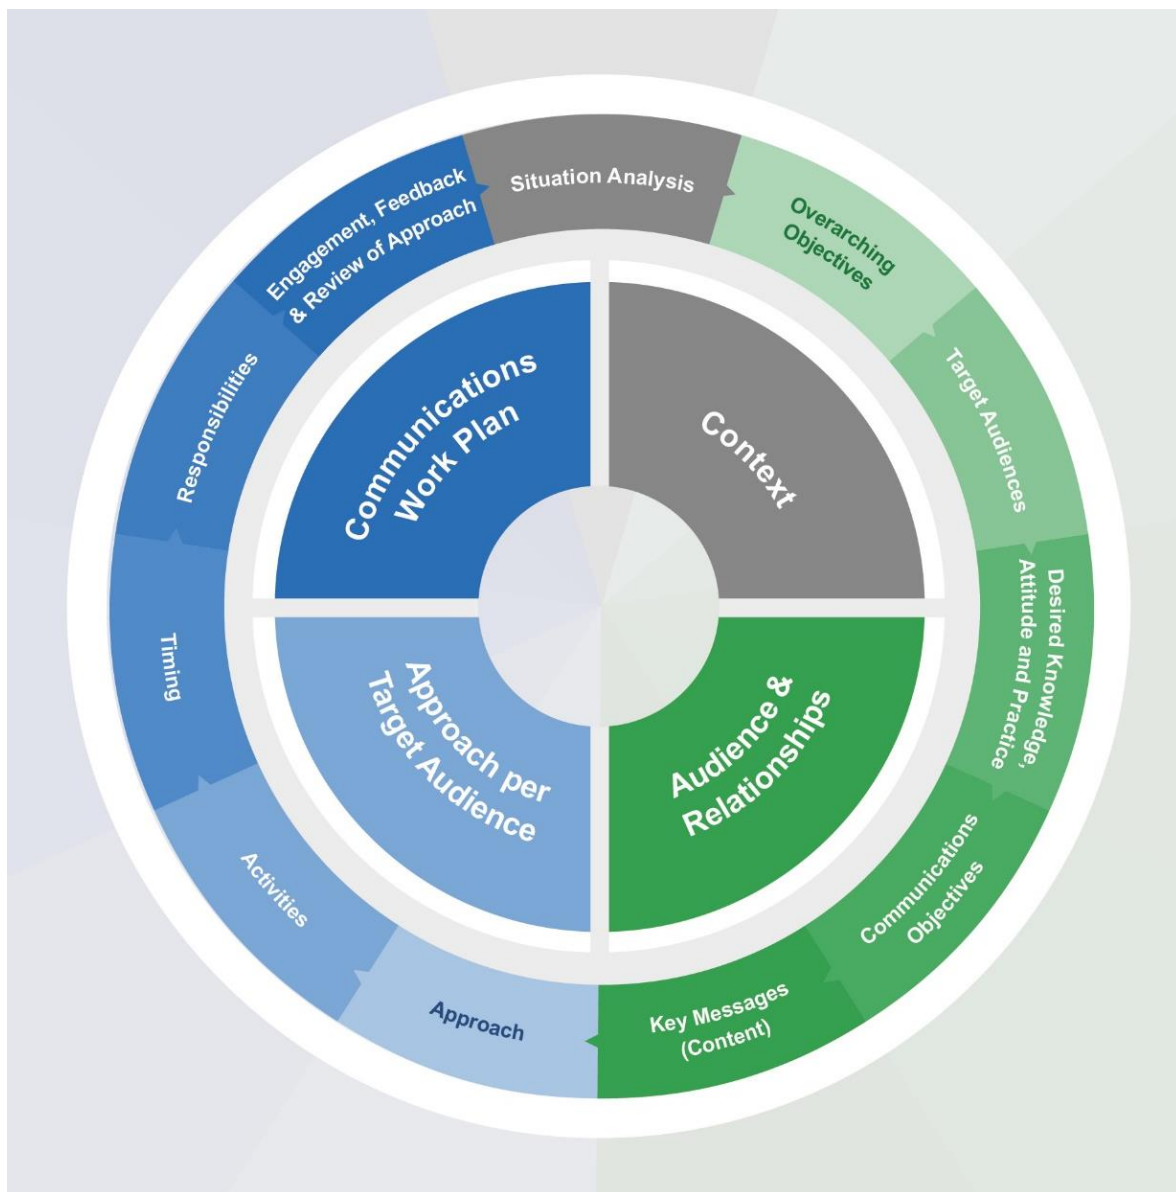 Situation Analysis
Overarching
Objectives
Target Audiences
Desired Knowledge,
Attitude and Practice
Communications
Objectives
Key Messages
(Content)
Approach
Activities
Timing
Responsibilities
Engagement, Feedback
& Review of Approach
Context
Audience &
Relationships
Approach per
Target Audience
Communications
Work Plan